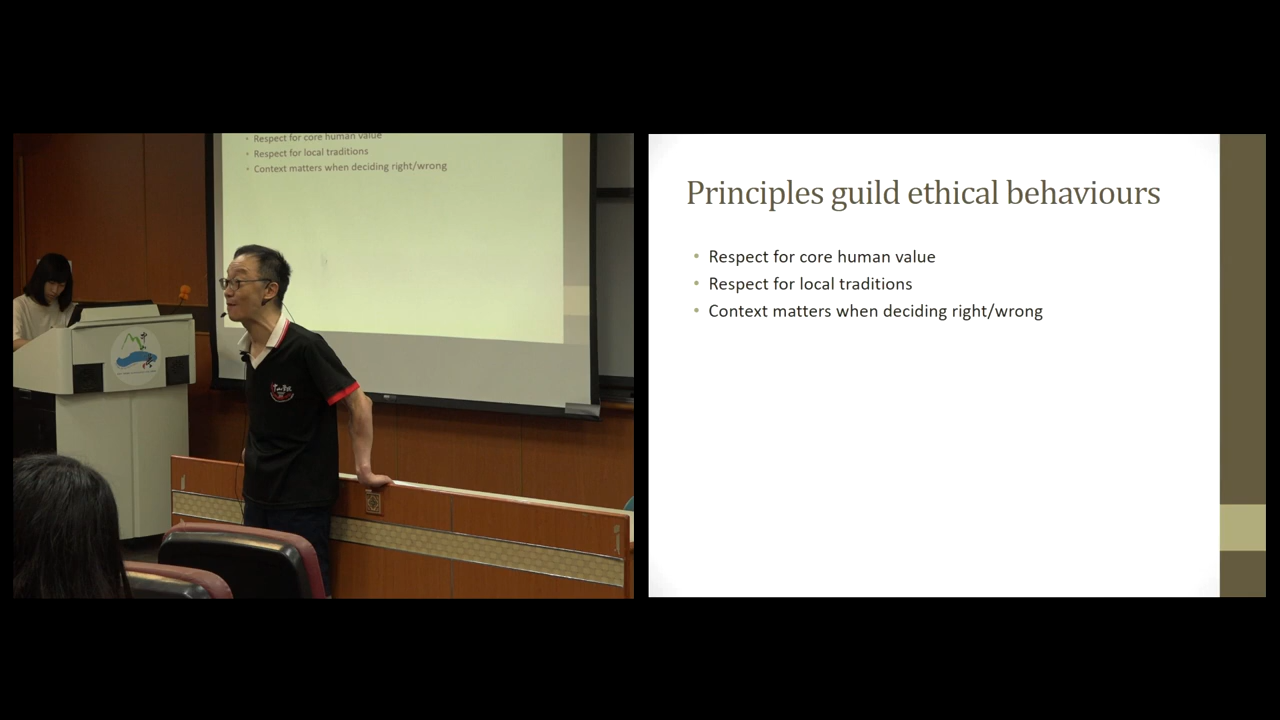 Respect for core human value
Respect for local traditions
Context matters when deciding right/wrong
Principles guild ethical behaviours
Respect for core human value
Respect for local traditions
Context matters when deciding right/wrong